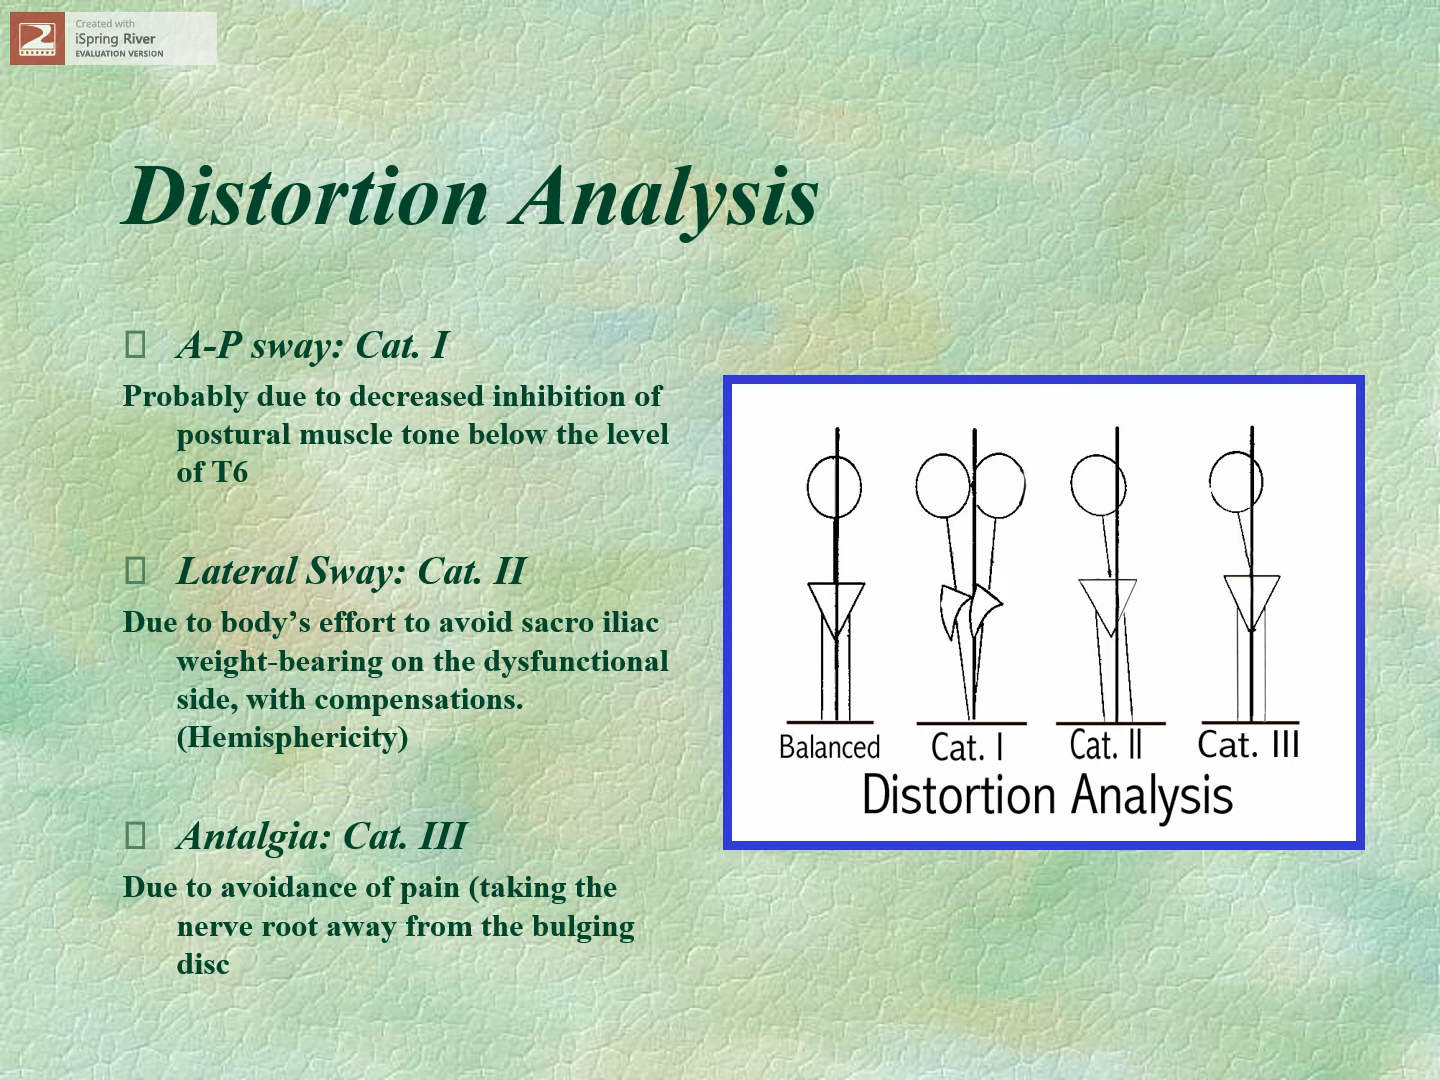 Created with
iSpring River
EVALUATION VERSION
Distortion Analysis
A-P sway: Cat. I
Probably due to decreased inhibition of
postural muscle tone below the level
of T6
Lateral Sway: Cat. II
Due to body’s effort to avoid sacro iliac
weight-bearing on the dysfunctional
side, with compensations.
(Hemisphericity)
Antalgia: Cat. III
Due to avoidance of pain (taking the
nerve root away from the bulging
disc
Balanced
Cat. I
Cat. II
Cat. III
Distortion Analysis